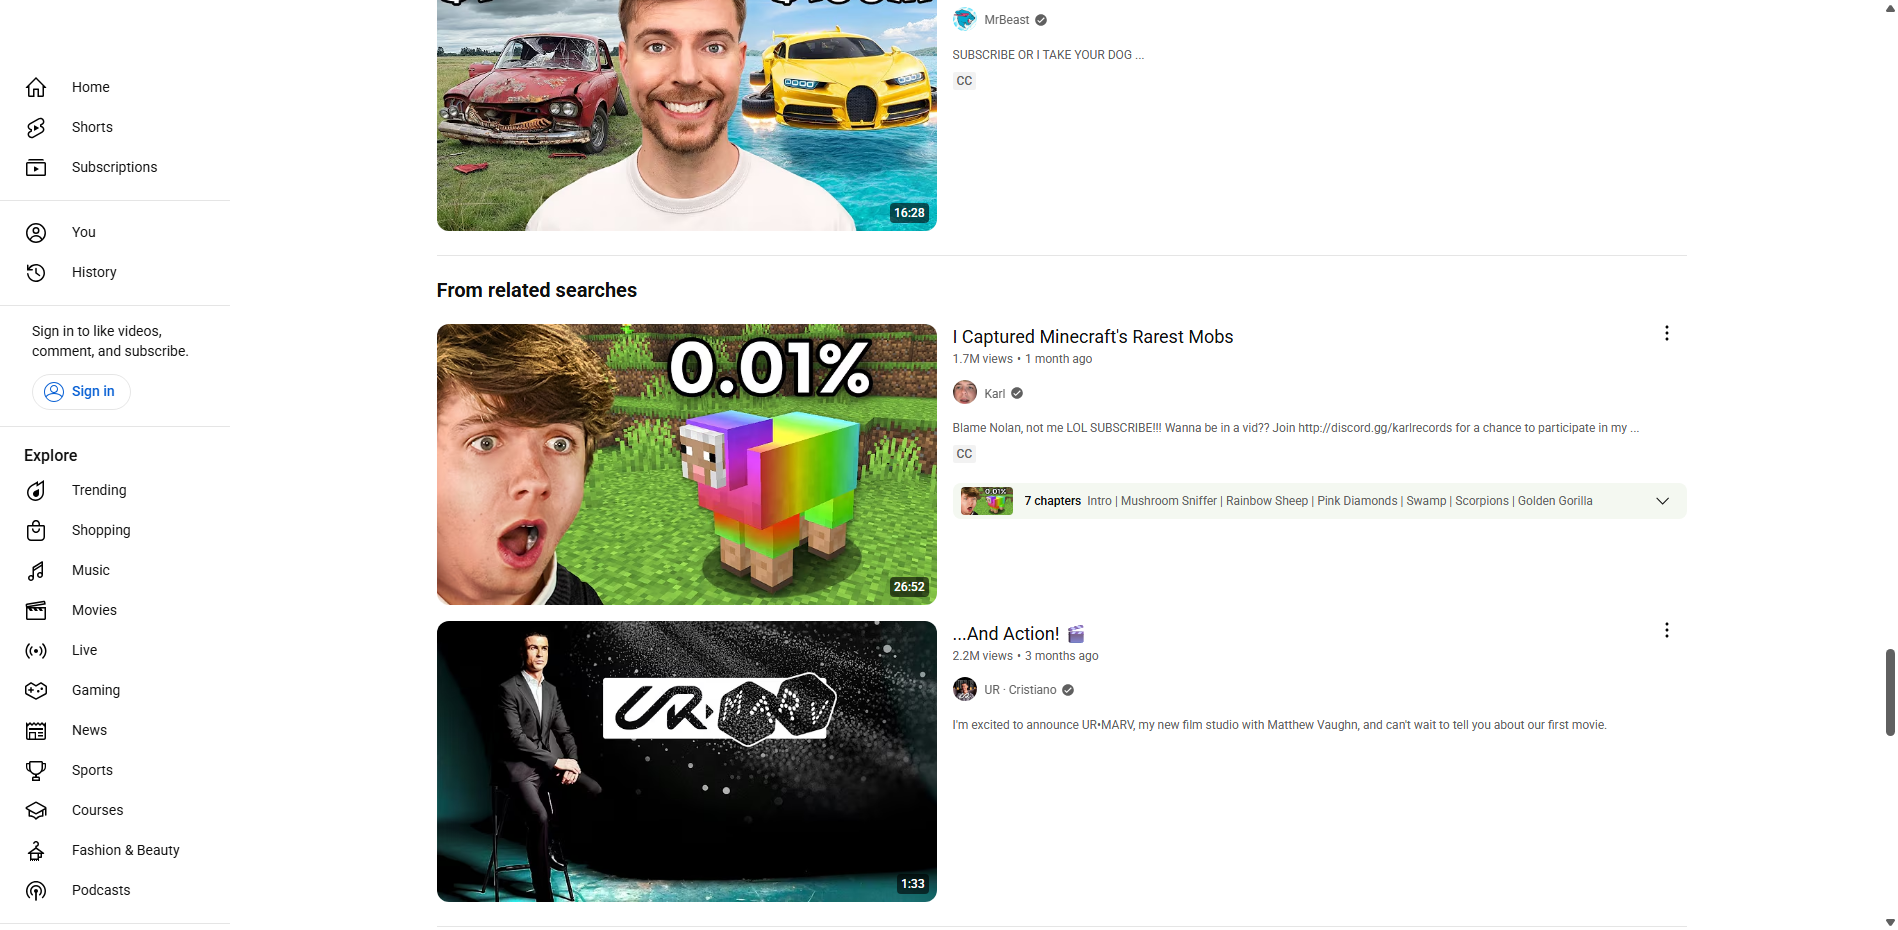 MrBeast
SUBSCRIBE OR I TAKE YOUR DOG ...
CC
16:28
Home
Shorts
Subscriptions
You
History
Sign in to like videos,
comment, and subscribe.
Sign in
Explore
Trending
Shopping
Music
Movies
Live
Gaming
News
Sports
Courses
Fashion & Beauty
Podcasts
From related searches
0.01%
26:52
I Captured Minecraft's Rarest Mobs
1.7M views • 1 month ago
Karl
Blame Nolan, not me LOL SUBSCRIBE!!! Wanna be in a vid?? Join http://discord.gg/karlrecords for a chance to participate in my ...
CC
0.01%
7 chapters Intro | Mushroom Sniffer | Rainbow Sheep | Pink Diamonds | Swamp | Scorpions | Golden Gorilla
UR MARV
1:33
...And Action! 🎬
2.2M views • 3 months ago
UR · Cristiano
I'm excited to announce UR•MARV, my new film studio with Matthew Vaughn, and can't wait to tell you about our first movie.